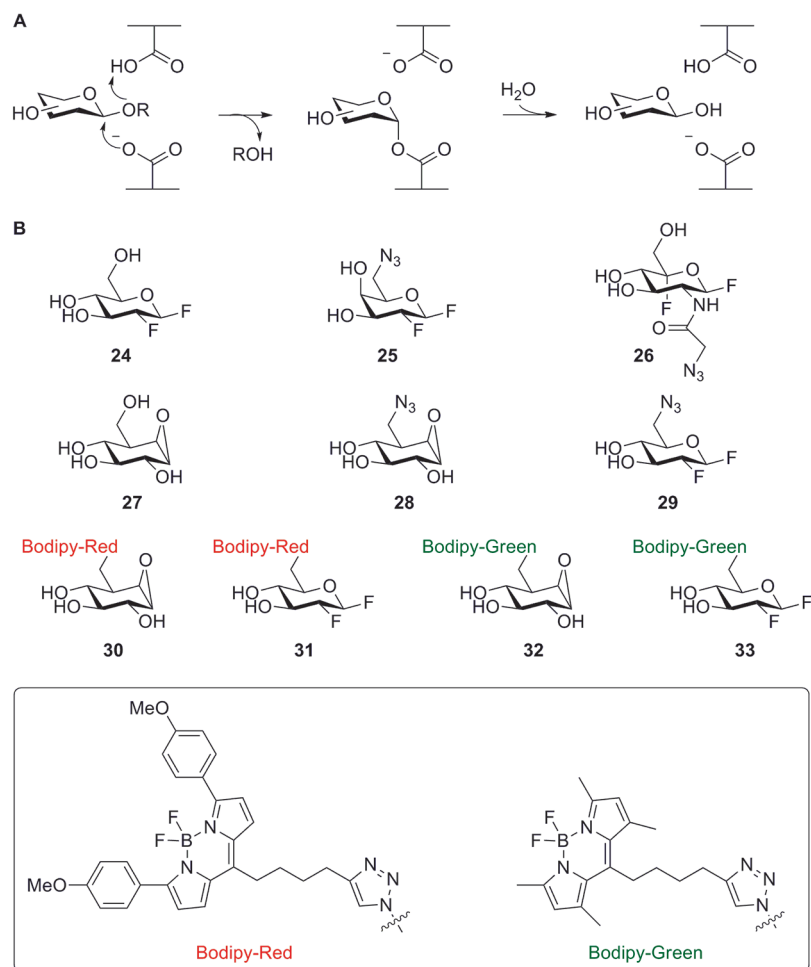 A
HO O
HO O OR
− O O
ROH
− O O
HO O
O O
H2O
HO O
HO O OH
− O O
B
OH
HO HO O F F
24
N3
HO HO O F F
25
OH
HO HO O F F NH
O
N3
26
OH
HO HO O OH
27
N3
HO HO O OH
28
N3
HO HO O F F
29
Bodipy-Red
HO HO O OH
30
Bodipy-Red
HO HO O F F
31
Bodipy-Green
HO HO O OH
32
Bodipy-Green
HO HO O F F
33
MeO
F F B N N
MeO
N N N
Bodipy-Red
F F B N N
N N N
Bodipy-Green